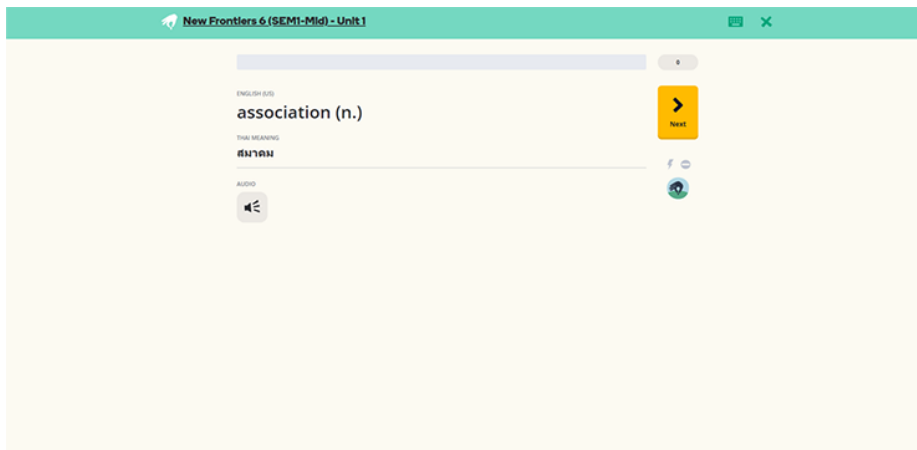 New Frontiers 6 (SEM1-Mid) - Unit 1
0
ENGLISH (US)
association (n.)
Next
THAI MEANING
สมาคม
AUDIO